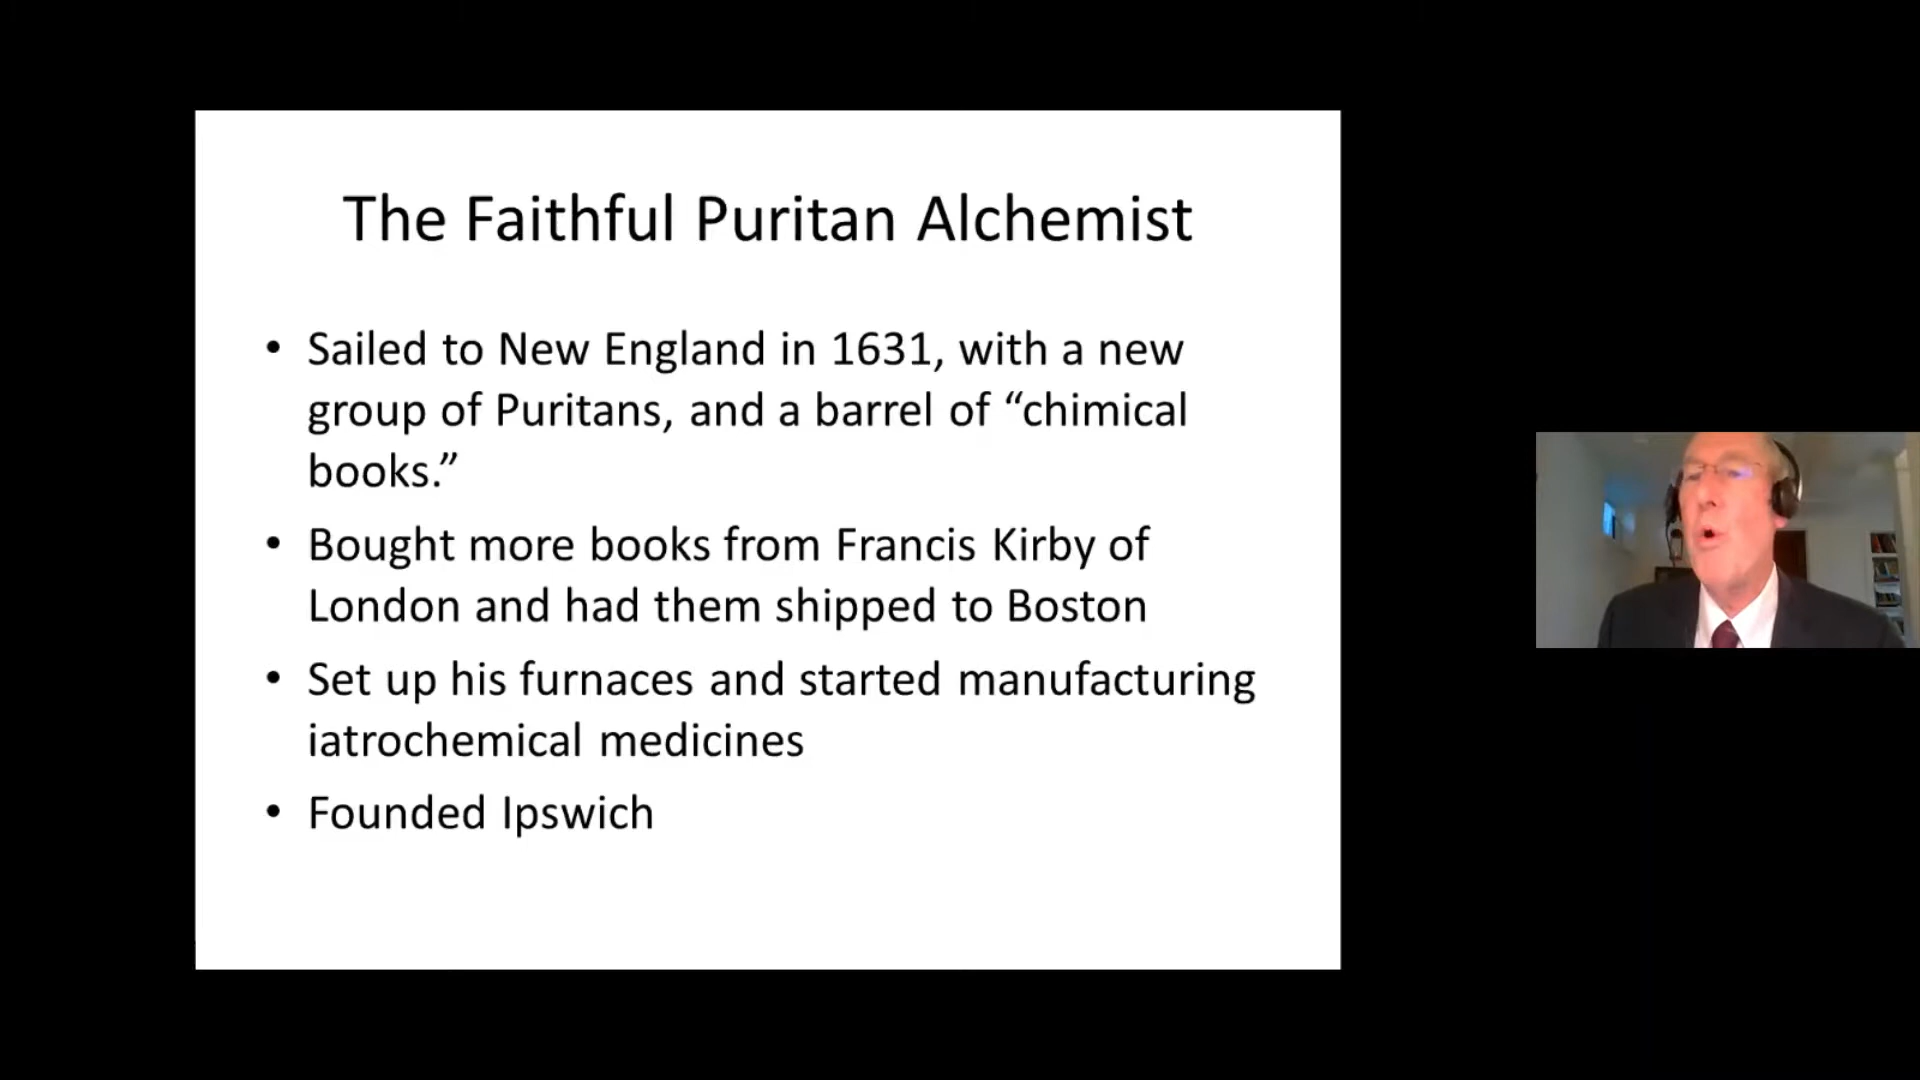 The Faithful Puritan Alchemist
• Sailed to New England in 1631, with a new
group of Puritans, and a barrel of “chimical
books.”
• Bought more books from Francis Kirby of
London and had them shipped to Boston
• Set up his furnaces and started manufacturing
iatrochemical medicines
• Founded Ipswich